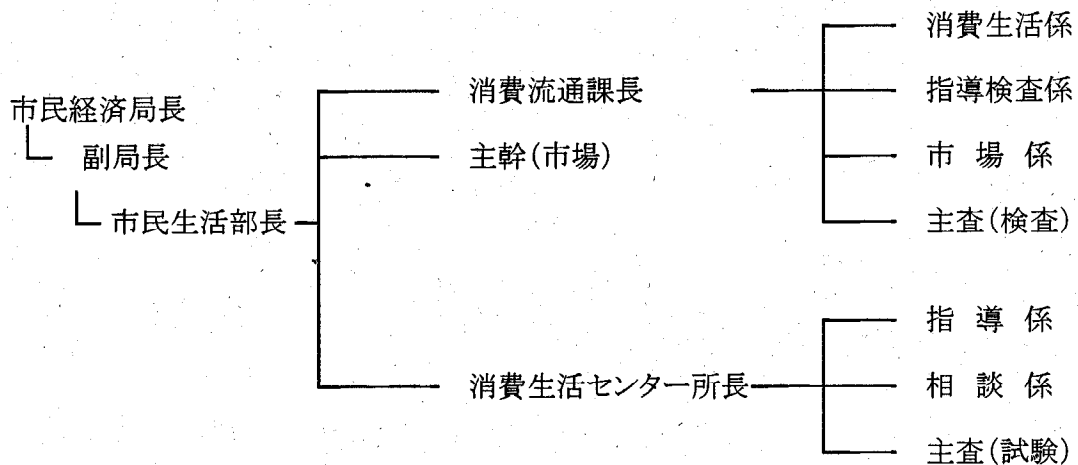 市民経済局長
副局長
市民生活部長
消費流通課長
消費生活係
指導検査係
市場係
主査(検査)
主幹(市場)
消費生活センター所長
指導係
相談係
主査(試験)